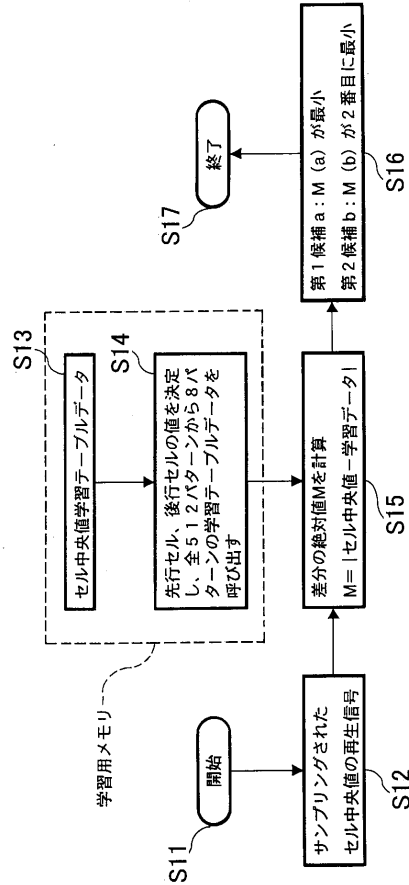 S11
開始
学習用メモリ
S13
セル中央値学習テーブルデータ
S14
先行セル、後行セルの値を決定
し、全512パターンから8パ
ターンの学習テーブルデータを
呼び出す
S17
終了
サンプリングされた
セル中央値の再生信号
S12
差分の絶対値Mを計算
M=|セル中央値-学習データ|
S15
第1候補a:M(a)が最小
第2候補b:M(b)が2番目に最小
S16